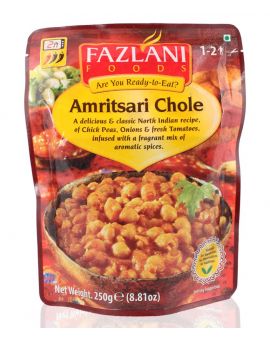 FAZLANI
FOODS
1-2
Are You Ready-to-Eat?
Amritsari Chole
A delicious & classic North Indian recipe,
of Chick Peas, Onions & fresh Tomatoes,
infused with a fragrant mix of
aromatic spices.
Net Weight. 250g ℮ (8.81oz)